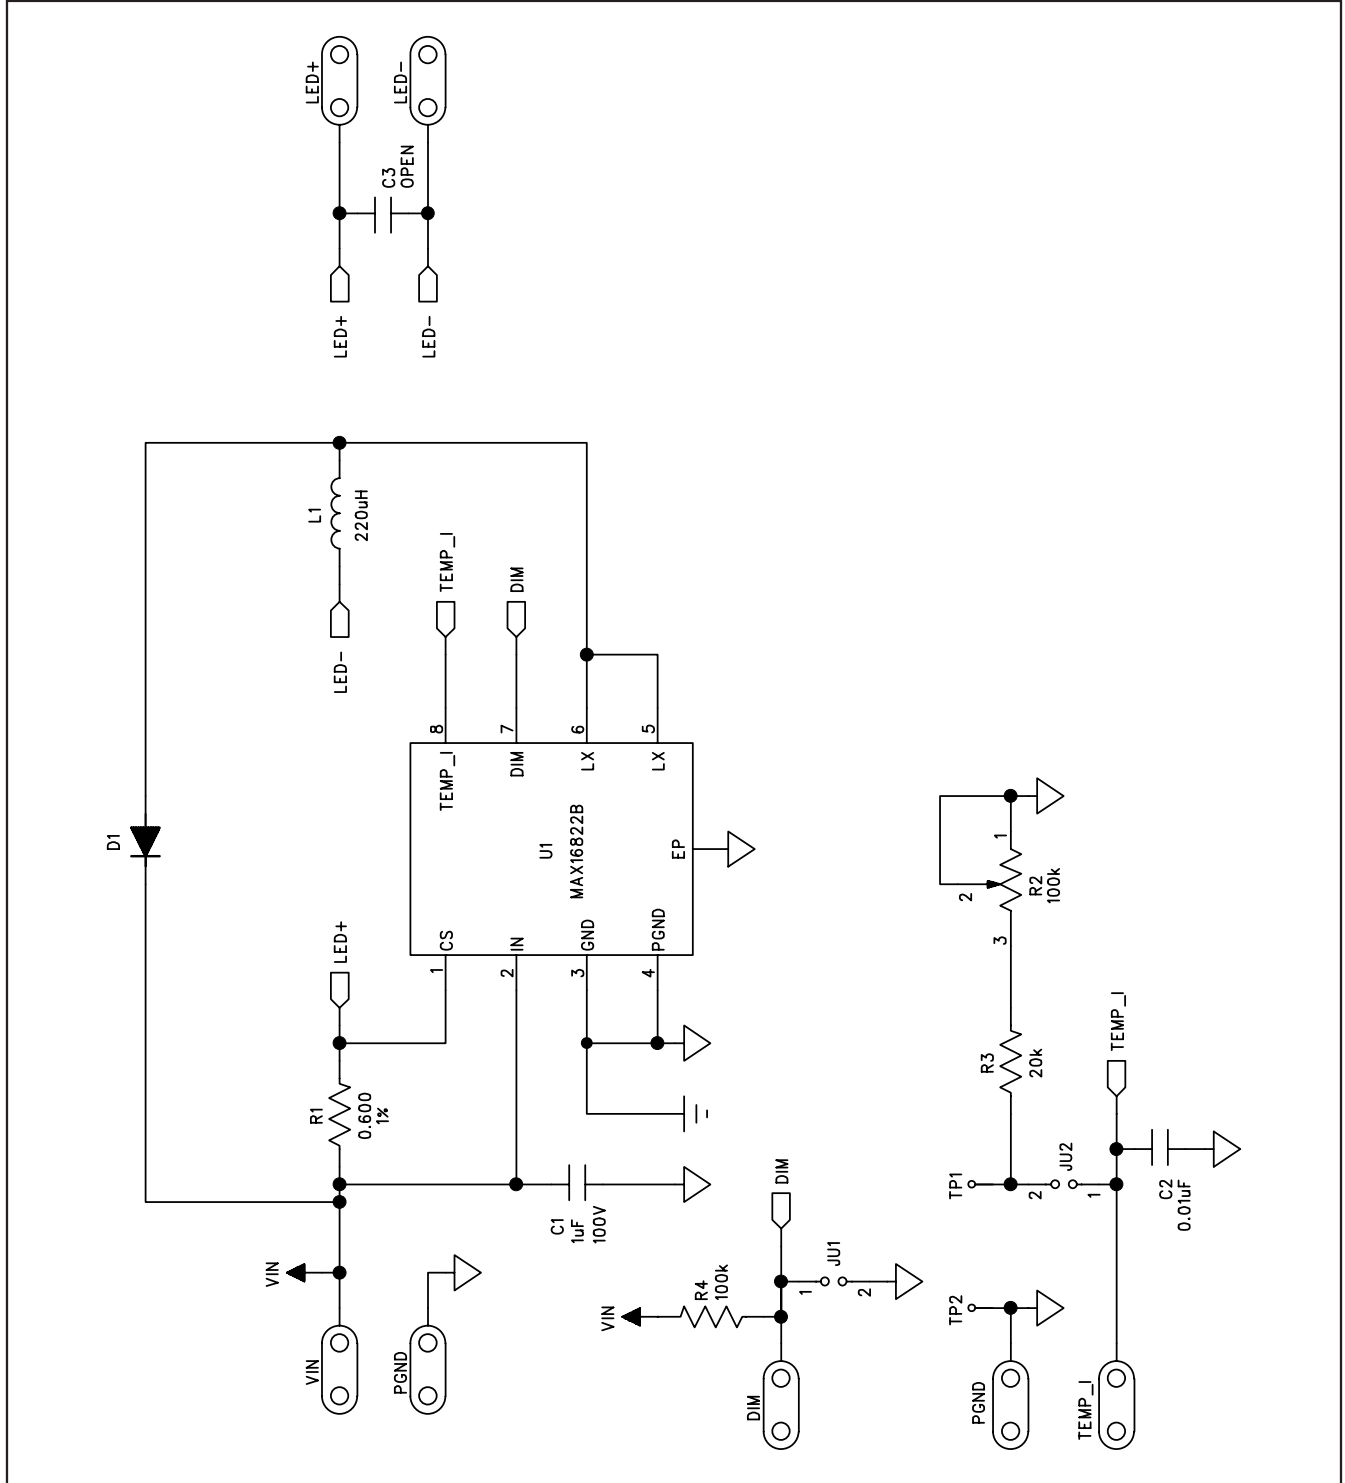 VIN
PGND
VIN
R1
0.600
1%
LED+
D1
C1
1uF
100V
1
CS
2
IN
3
GND
4
PGND
U1
MAX16822B
EP
TEMP_I
8
DIM
7
LX
6
LX
5
TEMP_I
DIM
LED-
L1
220uH
LED+
LED-
C3
OPEN
LED+
LED-
DIM
VIN
R4
100k
DIM
1
JU1
2
PGND
TP2
TEMP_I
TP1
2
JU2
1
C2
0.01uF
TEMP_I
R3
20k
3
2
R2
100k
1